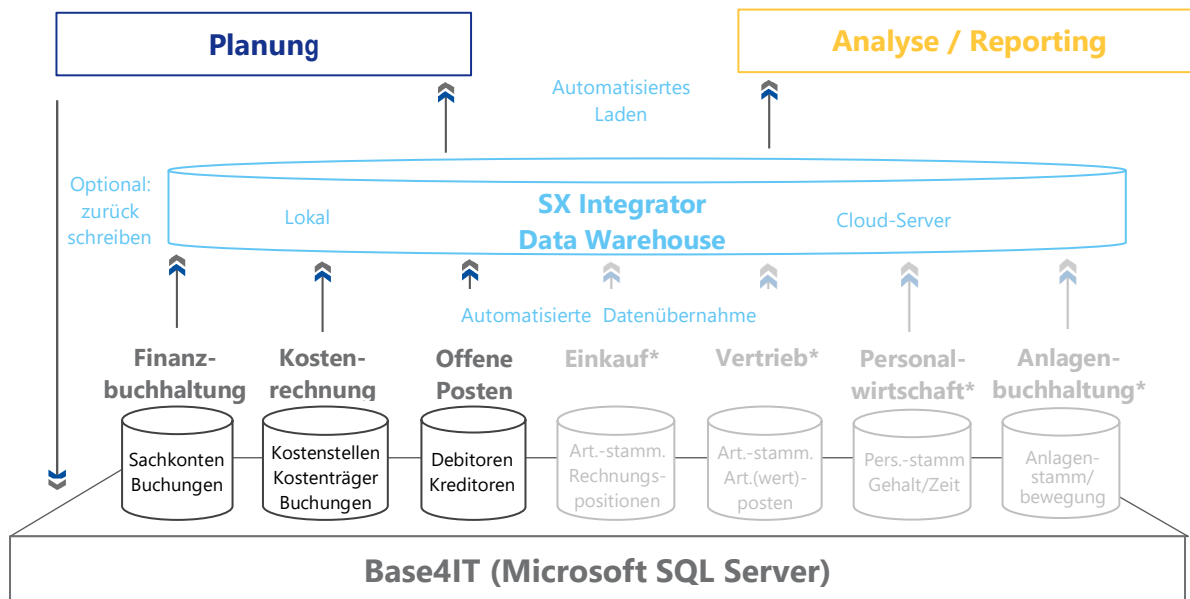 Planung
Analyse / Reporting
Automatisiertes
Laden
Optional:
zurück
schreiben
Lokal
SX Integrator
Data Warehouse
Cloud-Server
Automatisierte Datenübernahme
Finanz-
buchhaltung
Kosten-
rechnung
Offene
Posten
Einkauf*
Vertrieb*
Personal-
wirtschaft*
Anlagen-
buchhaltung*
Sachkonten
Buchungen
Kostenstellen
Kostenträger
Buchungen
Debitoren
Kreditoren
Art.-stamm.
Rechnungs-
positionen
Art.-stamm.
Art.(wert)-
posten
Pers.-stamm
Gehalt/Zeit
Anlagen-
stamm/
bewegung
Base4IT (Microsoft SQL Server)